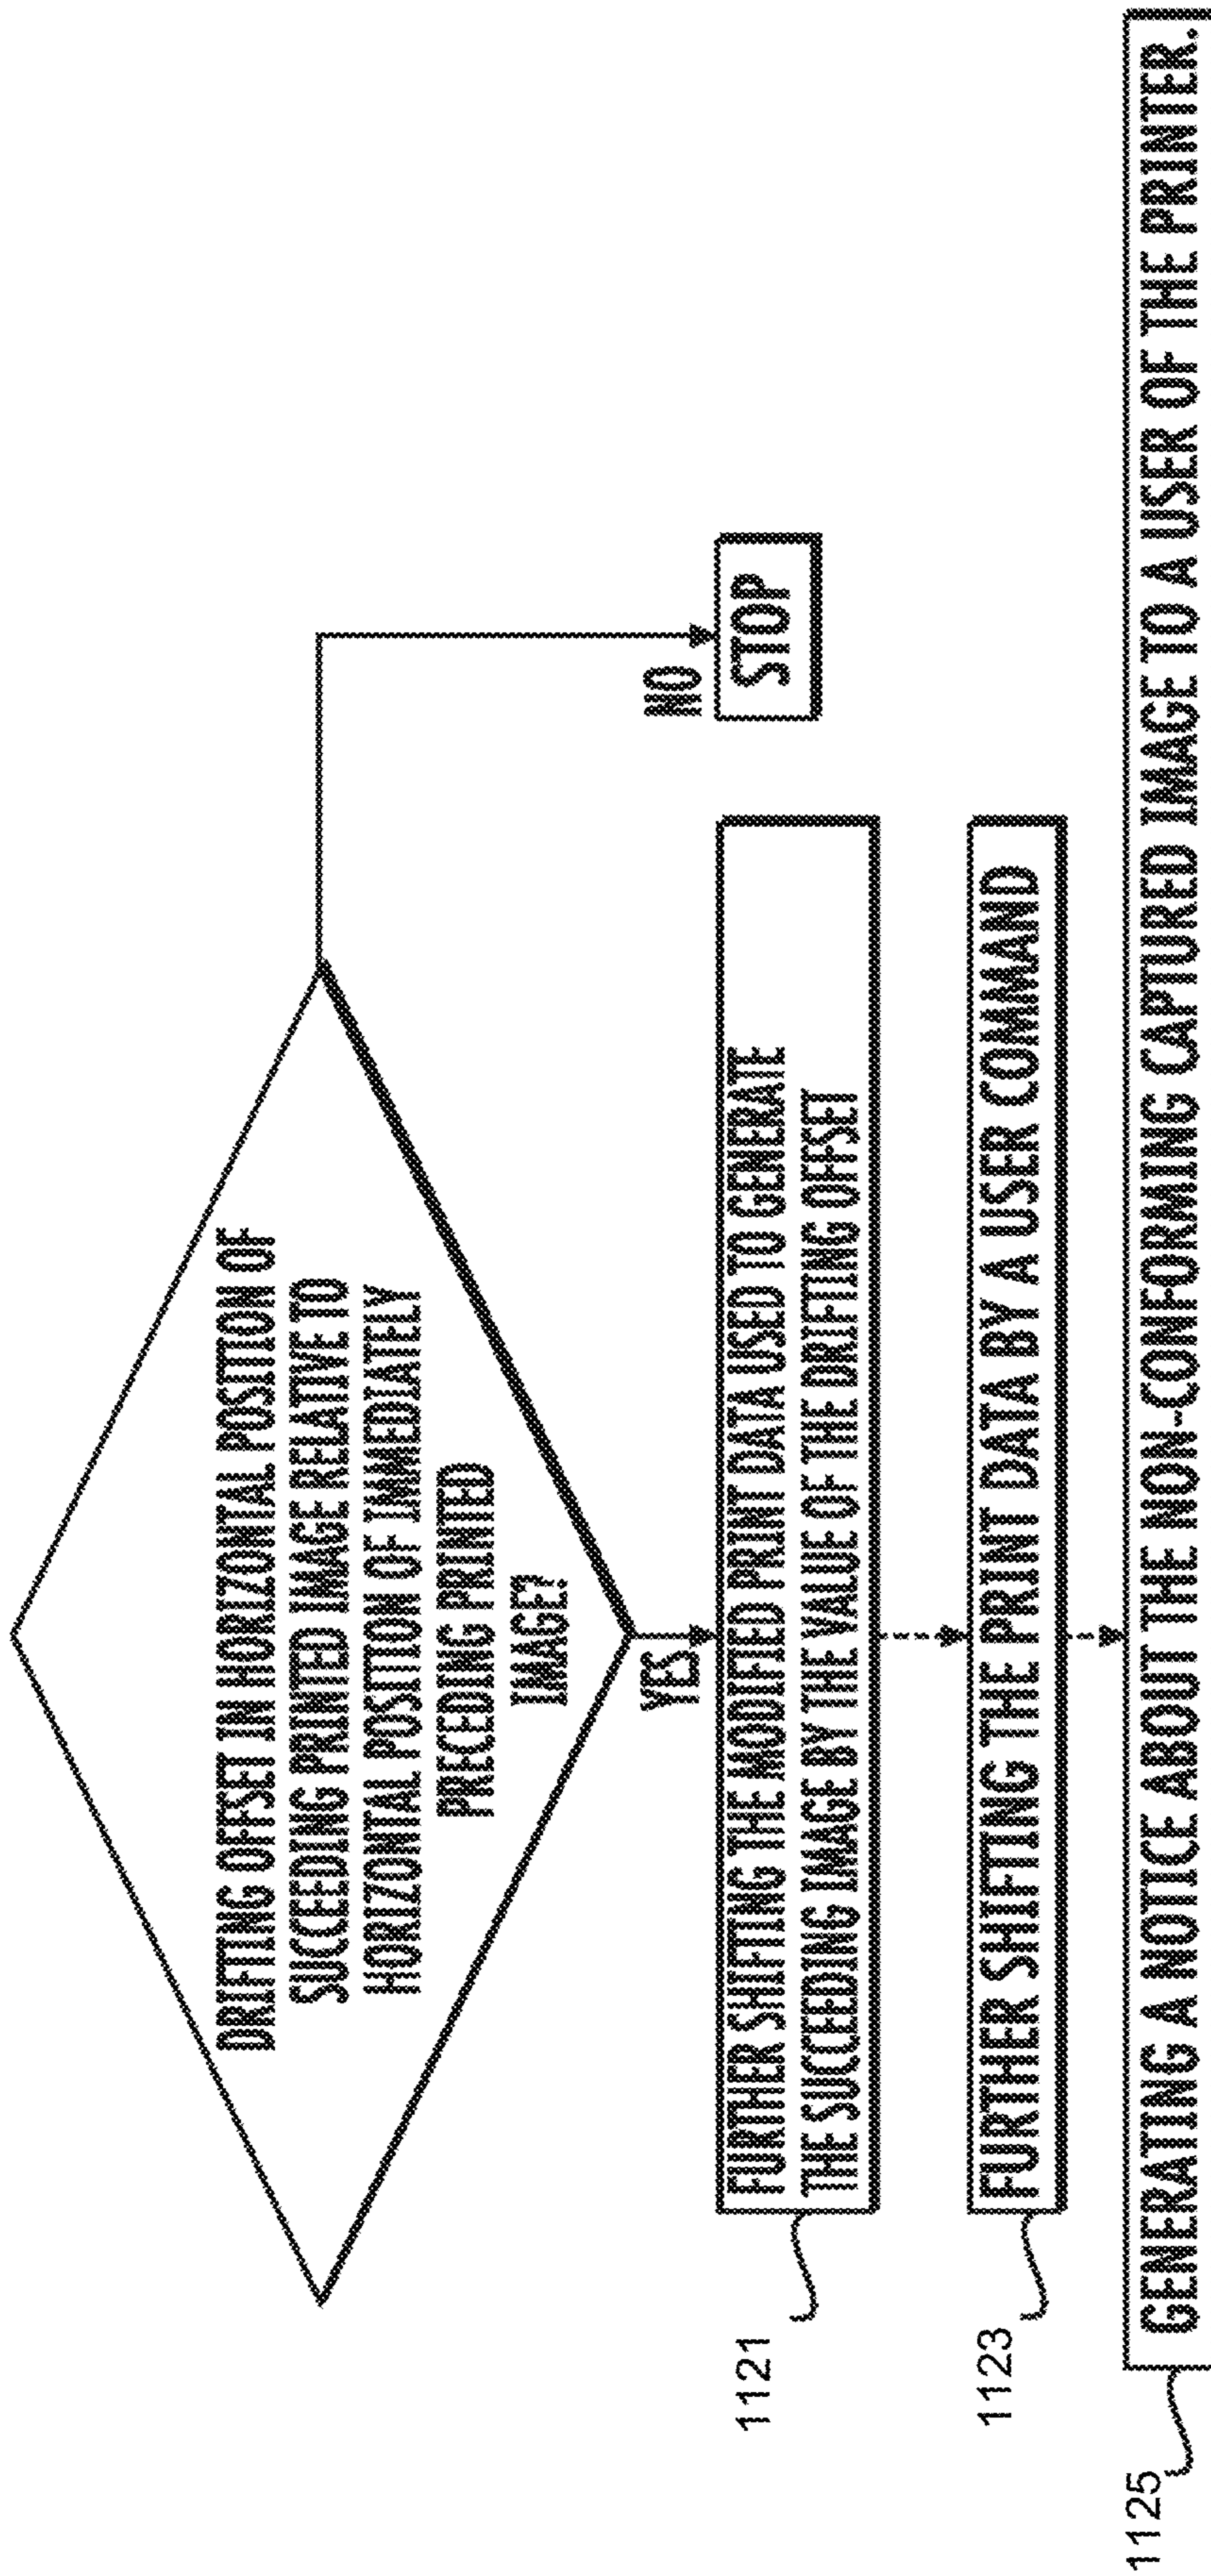 DRIFTING OFFSET IN HORIZONTAL POSITION OF
SUCCEEDING PRINTED IMAGE RELATIVE TO
HORIZONTAL POSITION OF IMMEDIATELY
PRECEDING PRINTED
IMAGE?
NO
STOP
YES
1121
FURTHER SHIFTING THE MODIFIED PRINT DATA USED TO GENERATE
THE SUCCEEDING IMAGE BY THE VALUE OF THE DRIFTING OFFSET
1123
FURTHER SHIFTING THE PRINT DATA BY A USER COMMAND
1125
GENERATING A NOTICE ABOUT THE NON-CONFORMING CAPTURED IMAGE TO A USER OF THE PRINTER.